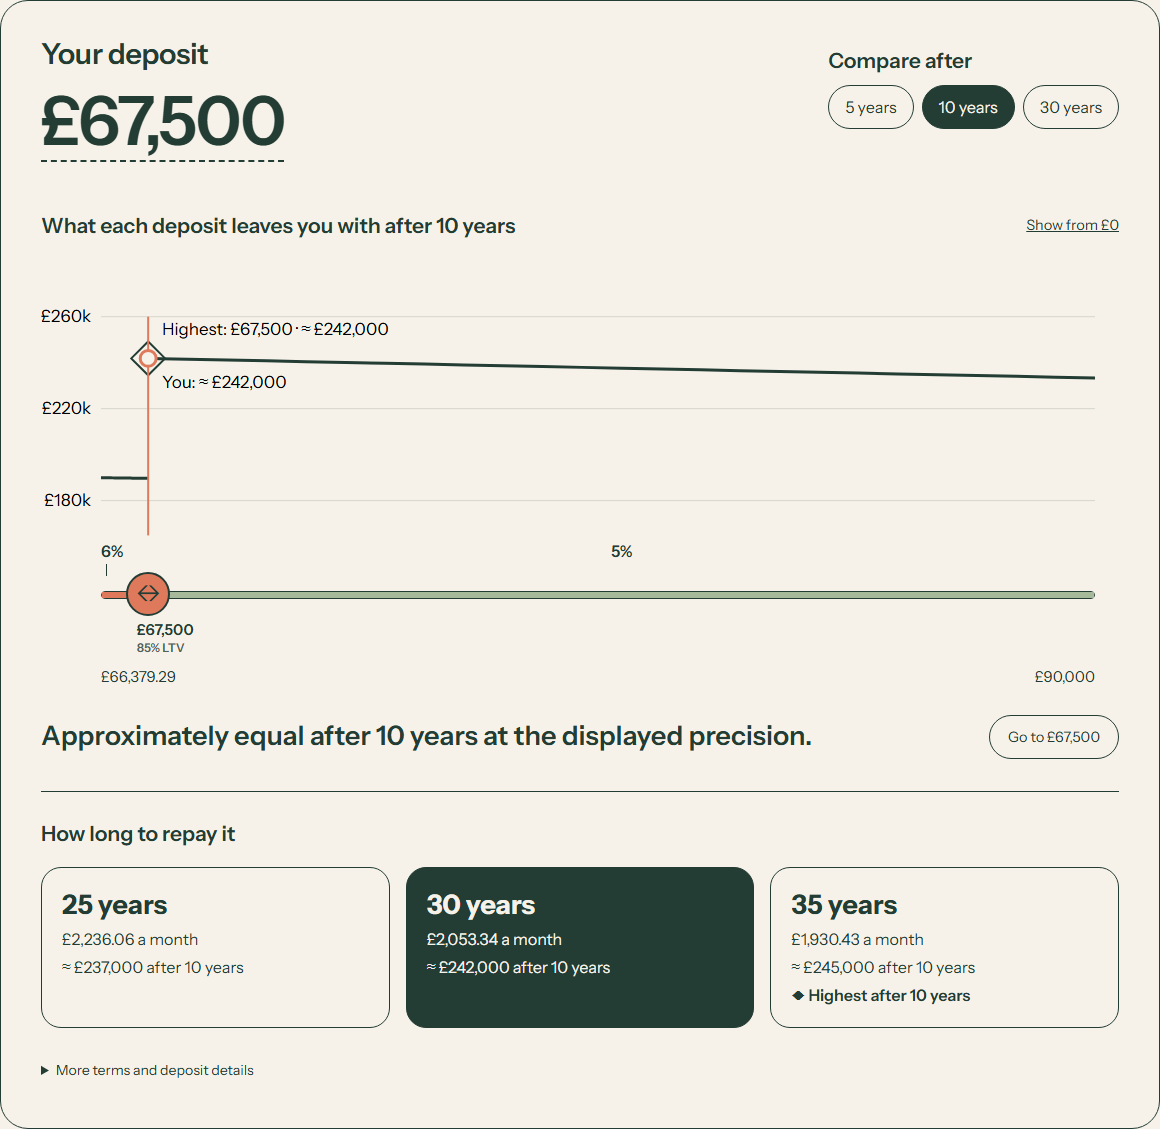 Your deposit
£67,500
Compare after
5 years
10 years
30 years
What each deposit leaves you with after 10 years
Show from £0
£260k
Highest: £67,500 · ≈ £242,000
You: ≈ £242,000
£220k
£180k
6%
5%
£67,500
85% LTV
£66,379.29
£90,000
Approximately equal after 10 years at the displayed precision.
Go to £67,500
How long to repay it
25 years
£2,236.06 a month
≈ £237,000 after 10 years
30 years
£2,053.34 a month
≈ £242,000 after 10 years
35 years
£1,930.43 a month
≈ £245,000 after 10 years
◆ Highest after 10 years
▶ More terms and deposit details